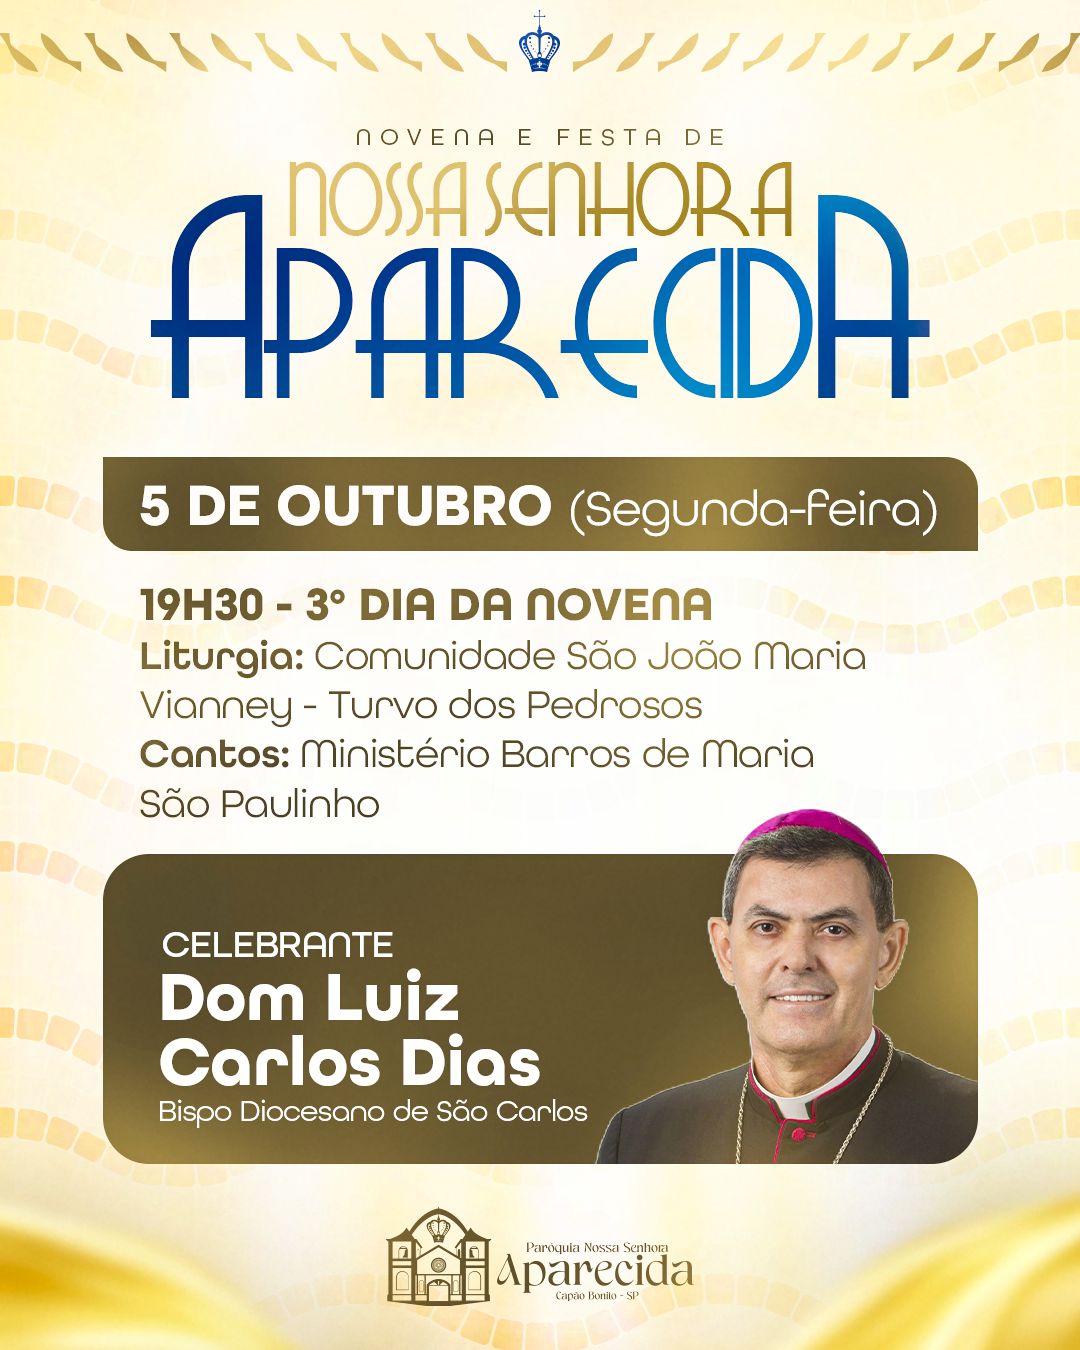 NOVENA E FESTA DE
NOSSA SENHORA
APARECIDA
5 DE OUTUBRO (Segunda-feira)
19H30 - 3º DIA DA NOVENA
Liturgia: Comunidade São João Maria
Vianney - Turvo dos Pedrosos
Cantos: Ministério Barros de Maria
São Paulinho
CELEBRANTE
Dom Luiz
Carlos Dias
Bispo Diocesano de São Carlos
Paróquia Nossa Senhora
Aparecida
Capão Bonito - SP